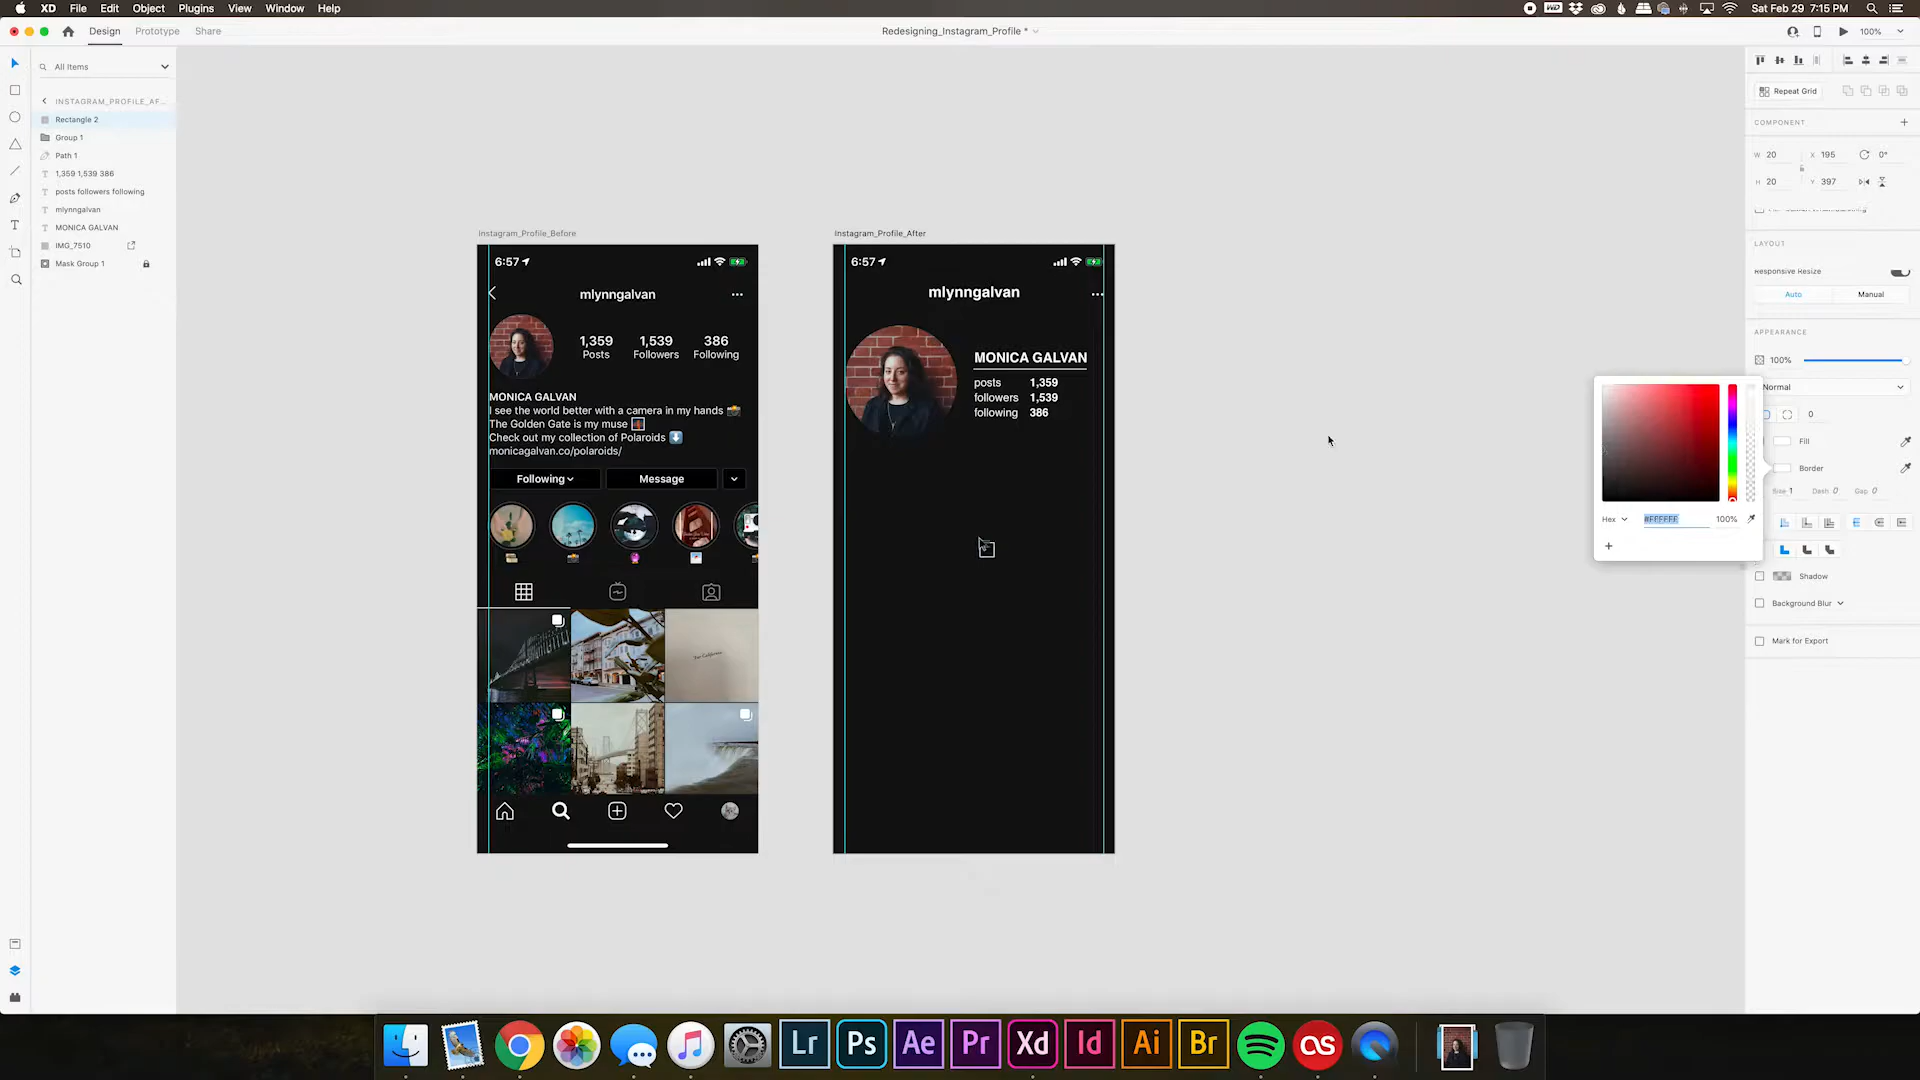 XD File Edit Object Plugins View Window Help
Sat Feb 29 7:15 PM
Design Prototype Share
Redesigning_Instagram_Profile *
100%
All Items
INSTAGRAM_PROFILE_AF...
Rectangle 2
Group 1
Path 1
1,359 1,539 386
posts followers following
mlynngalvan
MONICA GALVAN
IMG_7510
Mask Group 1
Instagram_Profile_Before
6:57
mlynngalvan
1,359 1,539 386
Posts Followers Following
MONICA GALVAN
I see the world better with a camera in my hands
The Golden Gate is my muse
Check out my collection of Polaroids
monicagalvan.co/polaroids/
Following Message
Instagram_Profile_After
6:57
mlynngalvan
MONICA GALVAN
posts 1,359
followers 1,539
following 386
Repeat Grid
COMPONENT
W 20 X 195 0°
H 20 Y 397
LAYOUT
Responsive Resize
Auto Manual
APPEARANCE
100%
Normal
0
Fill
Border
Size 1 Dash 0 Gap 0
Hex #FFFFFF 100%
Shadow
Background Blur
Mark for Export
Lr Ps Ae Pr Xd Id Ai Br